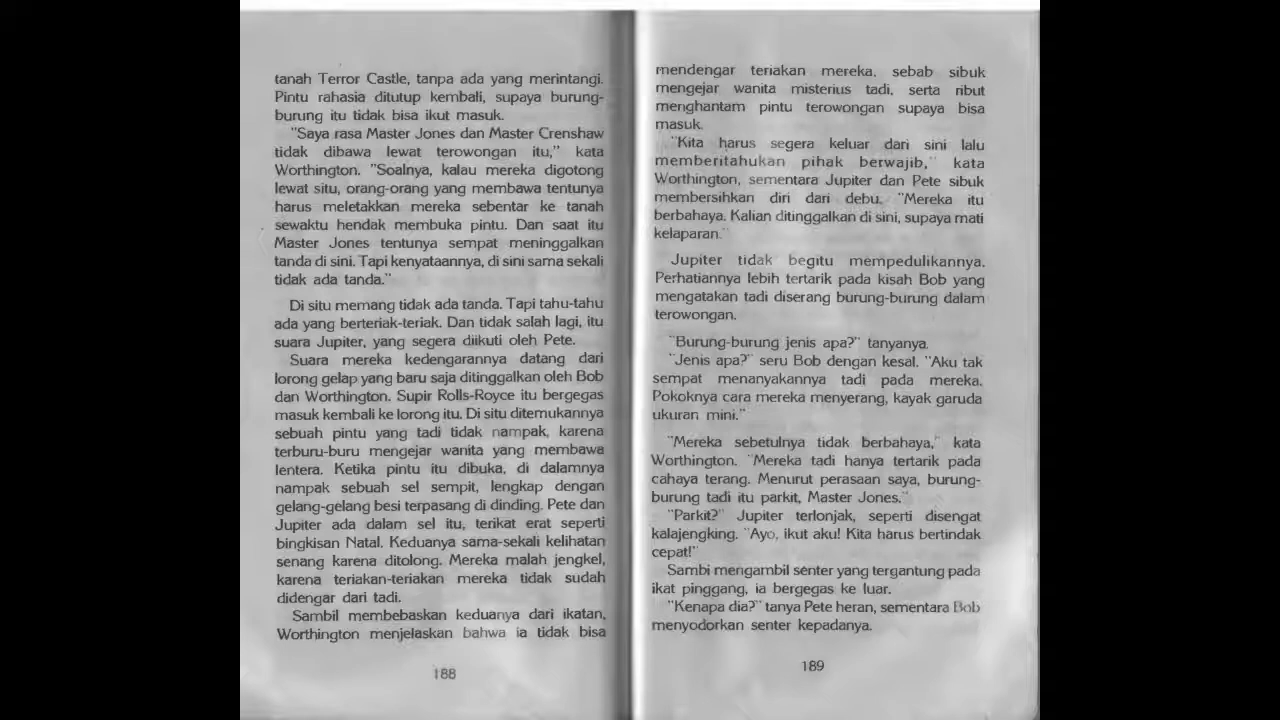 tanah Terror Castle, tanpa ada yang merintangi.
Pintu rahasia ditutup kembali, supaya burung-
burung itu tidak bisa ikut masuk.
"Saya rasa Master Jones dan Master Crenshaw
tidak dibawa lewat terowongan itu," kata
Worthington. "Soalnya, kalau mereka digotong
lewat situ, orang-orang yang membawa tentunya
harus meletakkan mereka sebentar ke tanah
sewaktu hendak membuka pintu. Dan saat itu
Master Jones tentunya sempat meninggalkan
tanda di sini. Tapi kenyataannya, di sini sama sekali
tidak ada tanda."
Di situ memang tidak ada tanda. Tapi tahu-tahu
ada yang berteriak-teriak. Dan tidak salah lagi, itu
suara Jupiter, yang segera diikuti oleh Pete.
Suara mereka kedengarannya datang dari
lorong gelap yang baru saja ditinggalkan oleh Bob
dan Worthington. Supir Rolls-Royce itu bergegas
masuk kembali ke lorong itu. Di situ ditemukannya
sebuah pintu yang tadi tidak nampak, karena
terburu-buru mengejar wanita yang membawa
lentera. Ketika pintu itu dibuka, di dalamnya
nampak sebuah sel sempit, lengkap dengan
gelang-gelang besi terpasang di dinding. Pete dan
Jupiter ada dalam sel itu, terikat erat seperti
bingkisan Natal. Keduanya sama-sekali kelihatan
senang karena ditolong. Mereka malah jengkel,
karena teriakan-teriakan mereka tidak sudah
didengar dari tadi.
Sambil membebaskan keduanya dari ikatan,
Worthington menjelaskan bahwa ia tidak bisa
188
mendengar teriakan mereka, sebab sibuk
mengejar wanita misterius tadi, serta ribut
menghantam pintu terowongan supaya bisa
masuk.
"Kita harus segera keluar dari sini lalu
memberitahukan pihak berwajib," kata
Worthington, sementara Jupiter dan Pete sibuk
membersihkan diri dari debu. "Mereka itu
berbahaya. Kalian ditinggalkan di sini, supaya mati
kelaparan."
Jupiter tidak begitu mempedulikannya.
Perhatiannya lebih tertarik pada kisah Bob yang
mengatakan tadi diserang burung-burung dalam
terowongan.
"Burung-burung jenis apa?" tanyanya.
"Jenis apa?" seru Bob dengan kesal. "Aku tak
sempat menanyakannya tadi pada mereka.
Pokoknya cara mereka menyerang, kayak garuda
ukuran mini."
"Mereka sebetulnya tidak berbahaya," kata
Worthington. "Mereka tadi hanya tertarik pada
cahaya terang. Menurut perasaan saya, burung-
burung tadi itu parkit, Master Jones."
"Parkit?" Jupiter terlonjak, seperti disengat
kalajengking. "Ayo, ikut aku! Kita harus bertindak
cepat!"
Sambi mengambil senter yang tergantung pada
ikat pinggang, ia bergegas ke luar.
"Kenapa dia?" tanya Pete heran, sementara Bob
menyodorkan senter kepadanya.
189